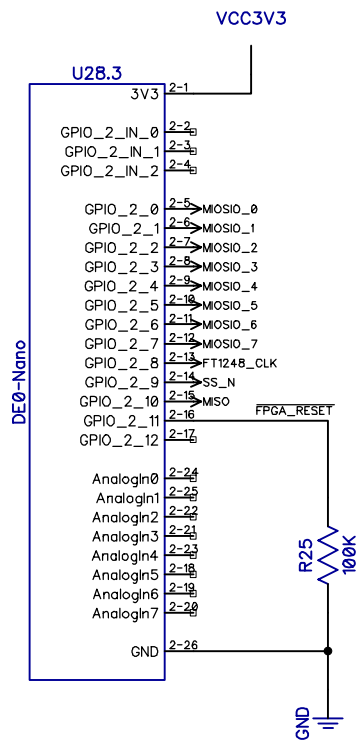 VCC3V3
U28.3
3V3 2-1
GPIO_2_IN_0 2-2
GPIO_2_IN_1 2-3
GPIO_2_IN_2 2-4
GPIO_2_0 2-5 MIOSIO_0
GPIO_2_1 2-6 MIOSIO_1
GPIO_2_2 2-7 MIOSIO_2
GPIO_2_3 2-8 MIOSIO_3
GPIO_2_4 2-9 MIOSIO_4
GPIO_2_5 2-10 MIOSIO_5
GPIO_2_6 2-11 MIOSIO_6
GPIO_2_7 2-12 MIOSIO_7
GPIO_2_8 2-13 FT1248_CLK
GPIO_2_9 2-14 SS_N
GPIO_2_10 2-15 MISO
GPIO_2_11 2-16 FPGA_RESET
GPIO_2_12 2-17
DE0-Nano
AnalogIn0 2-24
AnalogIn1 2-25
AnalogIn2 2-22
AnalogIn3 2-21
AnalogIn4 2-23
AnalogIn5 2-18
AnalogIn6 2-19
AnalogIn7 2-20
R25
100K
GND 2-26
GND